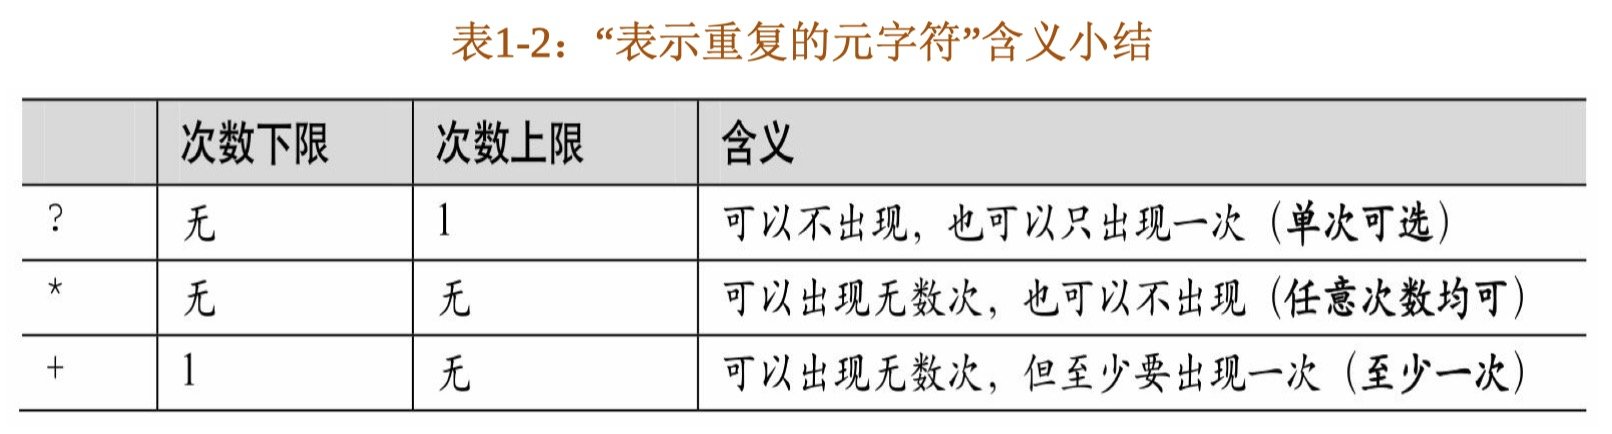 表1-2：“表示重复的元字符”含义小结
次数下限 次数上限 含义
? 无 1 可以不出现，也可以只出现一次（单次可选）
* 无 无 可以出现无数次，也可以不出现（任意次数均可）
+ 1 无 可以出现无数次，但至少要出现一次（至少一次）